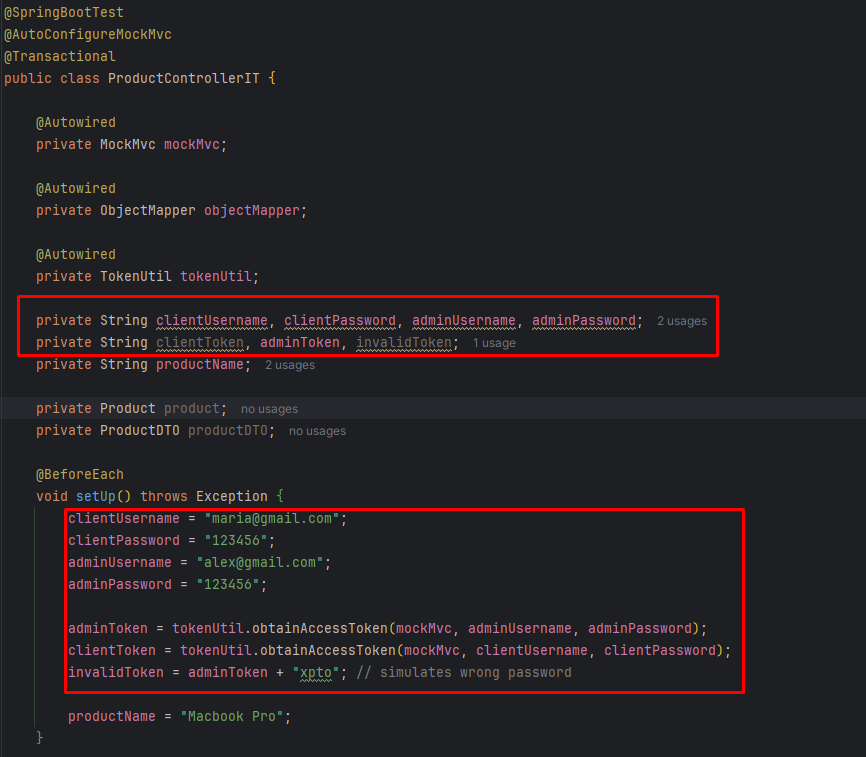 @SpringBootTest
@AutoConfigureMockMvc
@Transactional
public class ProductControllerIT {
@Autowired
private MockMvc mockMvc;
@Autowired
private ObjectMapper objectMapper;
@Autowired
private TokenUtil tokenUtil;
private String clientUsername, clientPassword, adminUsername, adminPassword; 2 usages
private String clientToken, adminToken, invalidToken; 1 usage
private String productName; 2 usages
private Product product; no usages
private ProductDTO productDTO; no usages
@BeforeEach
void setUp() throws Exception {
clientUsername = "maria@gmail.com";
clientPassword = "123456";
adminUsername = "alex@gmail.com";
adminPassword = "123456";
adminToken = tokenUtil.obtainAccessToken(mockMvc, adminUsername, adminPassword);
clientToken = tokenUtil.obtainAccessToken(mockMvc, clientUsername, clientPassword);
invalidToken = adminToken + "xpto"; // simulates wrong password
productName = "Macbook Pro";
}